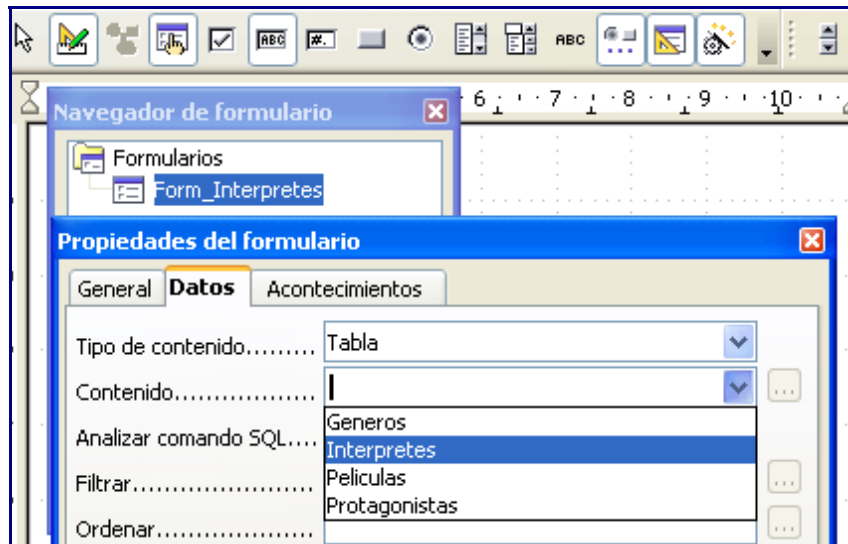 ABC #. ABC
6 7 8 9 10
Navegador de formulario
Formularios
Form_Interpretes
Propiedades del formulario
General Datos Acontecimientos
Tipo de contenido......... Tabla
Contenido................... ...
Generos
Analizar comando SQL....
Interpretes
Filtrar........................ Peliculas ...
Protagonistas
Ordenar..................... ...